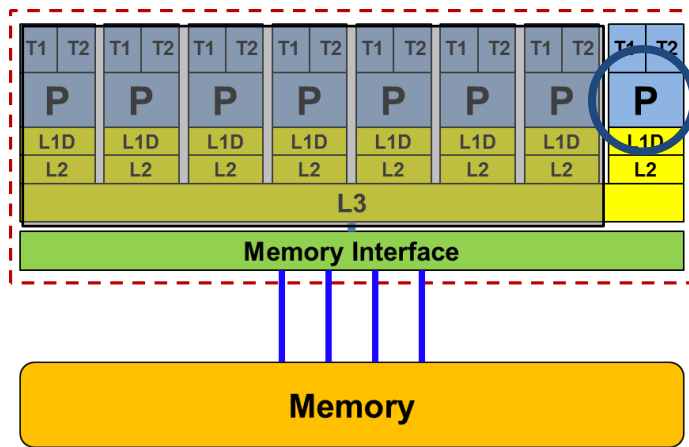 T1 T2 T1 T2 T1 T2 T1 T2 T1 T2 T1 T2 T1 T2 T1 T2
P P P P P P P P
L1D L1D L1D L1D L1D L1D L1D L1D
L2 L2 L2 L2 L2 L2 L2 L2
L3
Memory Interface
Memory